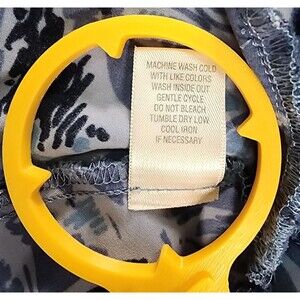 MACHINE WASH COLD
WITH LIKE COLORS
WASH INSIDE OUT
GENTLE CYCLE
DO NOT BLEACH
TUMBLE DRY LOW
COOL IRON
IF NECESSARY